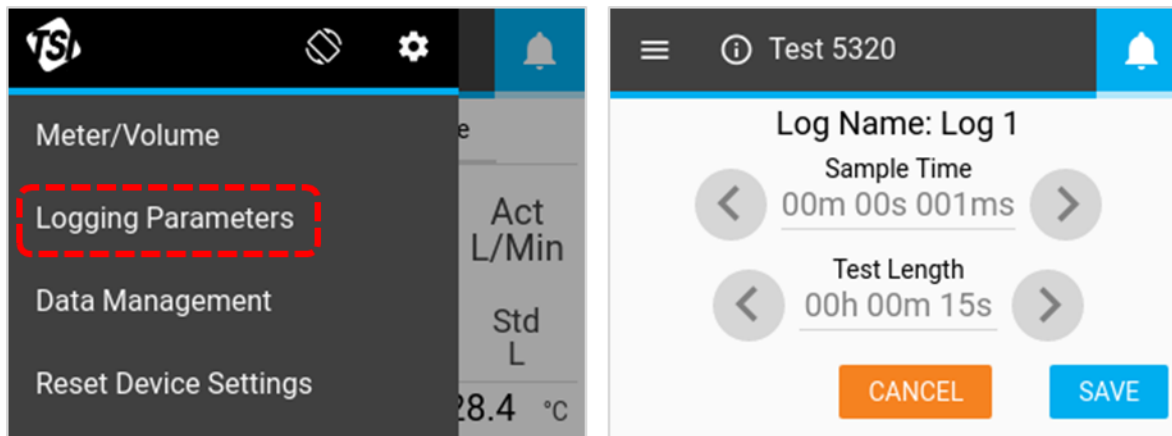 TSI
Meter/Volume
Logging Parameters
Data Management
Reset Device Settings
e
Act
L/Min
Std
L
28.4 °C
Test 5320
Log Name: Log 1
Sample Time
00m 00s 001ms
Test Length
00h 00m 15s
CANCEL
SAVE